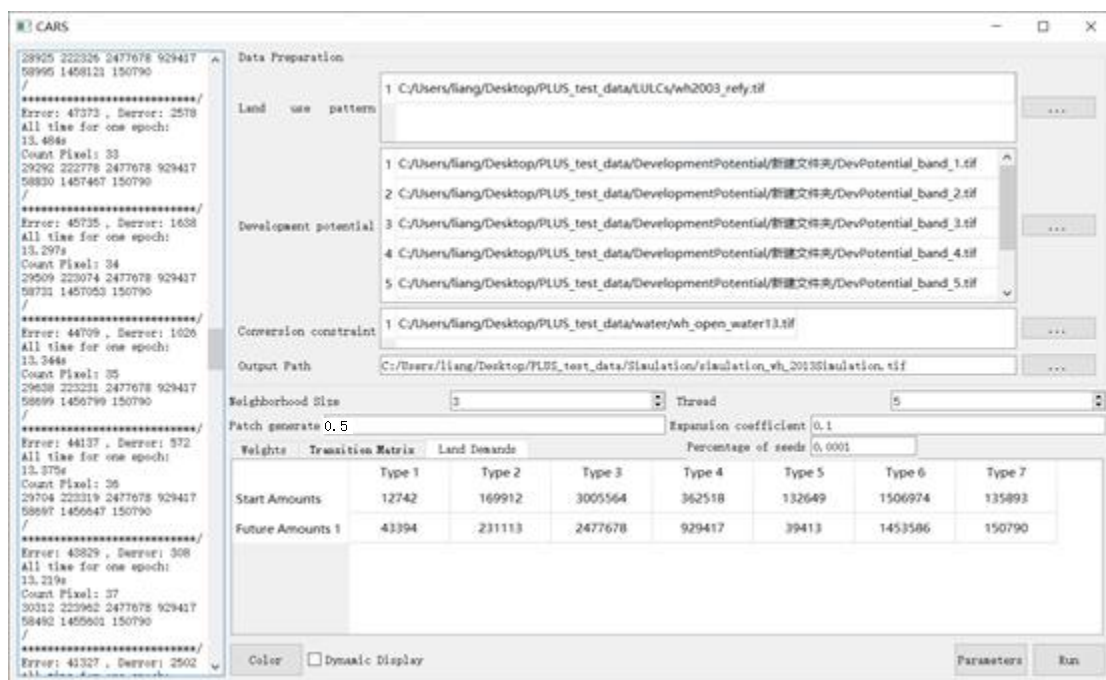 CARS
28925 222326 2477678 929417
58995 1458121 150790
/
*****************************/
Error: 47373 , Derror: 2578
All time for one epoch:
13.484s
Count Pixel: 33
29292 222778 2477678 929417
58830 1457467 150790
/
*****************************/
Error: 45735 , Derror: 1638
All time for one epoch:
13.297s
Count Pixel: 34
29509 223074 2477678 929417
58731 1457053 150790
/
*****************************/
Error: 44709 , Derror: 1026
All time for one epoch:
13.344s
Count Pixel: 35
29638 223231 2477678 929417
58699 1456799 150790
/
*****************************/
Error: 44137 , Derror: 572
All time for one epoch:
13.375s
Count Pixel: 36
29704 223319 2477678 929417
58697 1456647 150790
/
*****************************/
Error: 43829 , Derror: 308
All time for one epoch:
13.219s
Count Pixel: 37
30312 223962 2477678 929417
58492 1455601 150790
/
*****************************/
Error: 41327 , Derror: 2502
Data Preparation
Land use pattern
1 C:/Users/liang/Desktop/PLUS_test_data/LULCs/wh2003_refy.tif
...
Development potential
1 C:/Users/liang/Desktop/PLUS_test_data/DevelopmentPotential/新建文件夹/DevPotential_band_1.tif
2 C:/Users/liang/Desktop/PLUS_test_data/DevelopmentPotential/新建文件夹/DevPotential_band_2.tif
3 C:/Users/liang/Desktop/PLUS_test_data/DevelopmentPotential/新建文件夹/DevPotential_band_3.tif
4 C:/Users/liang/Desktop/PLUS_test_data/DevelopmentPotential/新建文件夹/DevPotential_band_4.tif
5 C:/Users/liang/Desktop/PLUS_test_data/DevelopmentPotential/新建文件夹/DevPotential_band_5.tif
...
Conversion constraint
1 C:/Users/liang/Desktop/PLUS_test_data/water/wh_open_water13.tif
...
Output Path C:/Users/liang/Desktop/PLUS_test_data/Simulation/simulation_wh_2013Simulation.tif ...
Neighborhood Size 3 Thread 5
Patch generate 0.5 Expansion coefficient 0.1
Weights Transition Matrix Land Demands Percentage of seeds 0.0001
Type 1 Type 2 Type 3 Type 4 Type 5 Type 6 Type 7
Start Amounts 12742 169912 3005564 362518 132649 1506974 135893
Future Amounts 1 43394 231113 2477678 929417 39413 1453586 150790
Color Dynamic Display Parameters Run